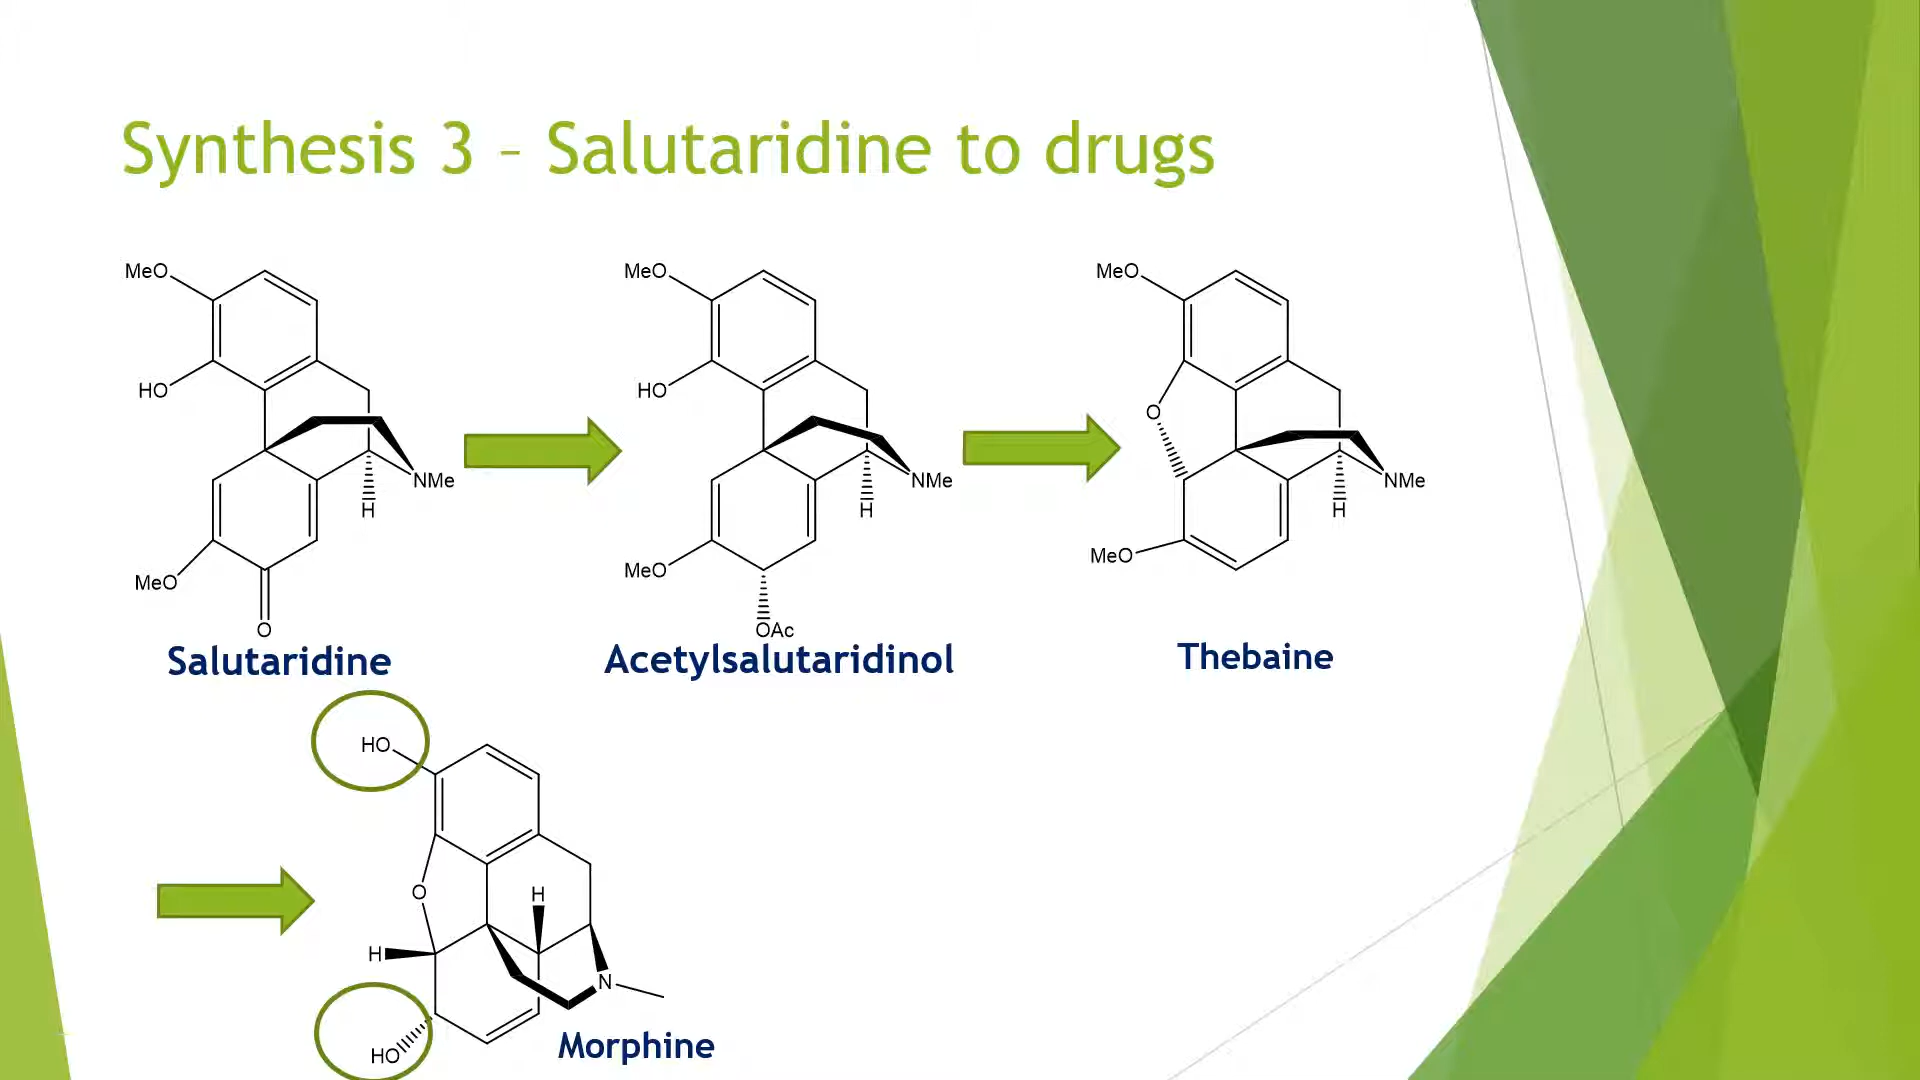 Synthesis 3 – Salutaridine to drugs
MeO
HO
NMe
H
MeO
O
Salutaridine
MeO
HO
NMe
H
MeO
OAc
Acetylsalutaridinol
MeO
O
NMe
H
MeO
Thebaine
HO
O
H
H
N
HO
Morphine